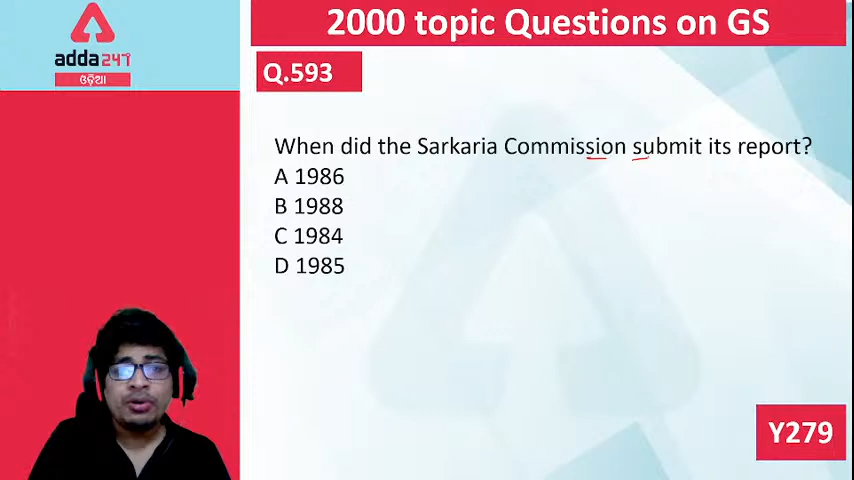 2000 topic Questions on GS
adda247
ଓଡ଼ିଆ
Q.593
When did the Sarkaria Commission submit its report?
A 1986
B 1988
C 1984
D 1985
Y279